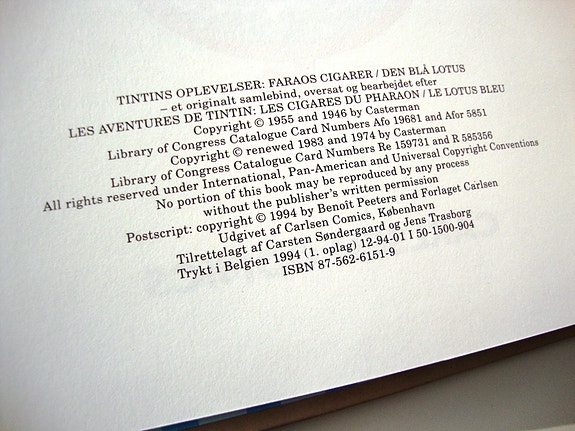 TINTINS OPLEVELSER: FARAOS CIGARER / DEN BLÅ LOTUS
– et originalt samlebind, oversat og bearbejdet efter
LES AVENTURES DE TINTIN: LES CIGARES DU PHARAON / LE LOTUS BLEU
Copyright © 1955 and 1946 by Casterman
Library of Congress Catalogue Card Numbers Afo 19681 and Afor 5851
Copyright © renewed 1983 and 1974 by Casterman
Library of Congress Catalogue Card Numbers Re 159731 and R 585356
All rights reserved under International, Pan-American and Universal Copyright Conventions
No portion of this book may be reproduced by any process
without the publisher's written permission
Postscript: copyright © 1994 by Benoît Peeters and Forlaget Carlsen
Udgivet af Carlsen Comics, København
Tilrettelagt af Carsten Søndergaard og Jens Trasborg
Trykt i Belgien 1994 (1. oplag) 12-94-01 I 50-1500-904
ISBN 87-562-6151-9